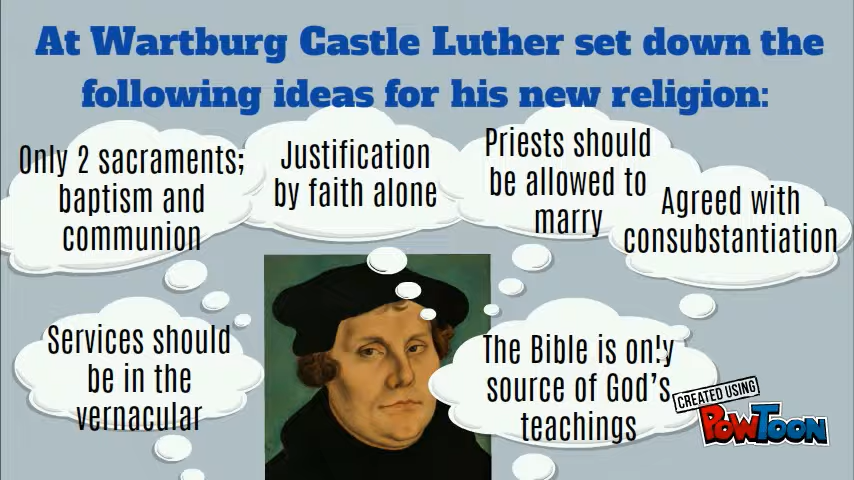 At Wartburg Castle Luther set down the
following ideas for his new religion:
Only 2 sacraments;
baptism and
communion
Justification
by faith alone
Priests should
be allowed to
marry
Agreed with
consubstantiation
Services should
be in the
vernacular
The Bible is only
source of God's
teachings
CREATED USING
POWTOON